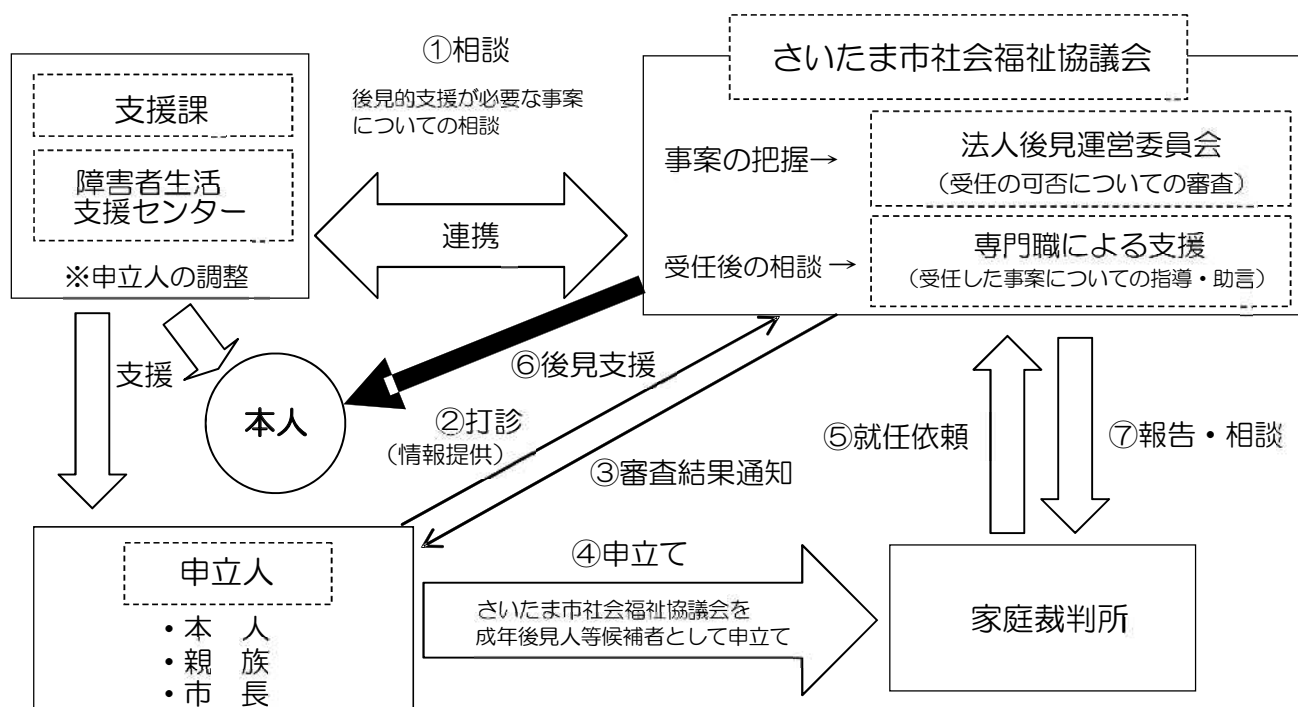 ①相談
後見的支援が必要な事案
についての相談
支援課
障害者生活
支援センター
※申立人の調整
連携
さいたま市社会福祉協議会
事案の把握→
法人後見運営委員会
（受任の可否についての審査）
受任後の相談→
専門職による支援
（受任した事案についての指導・助言）
支援
本人
⑥後見支援
②打診
（情報提供）
③審査結果通知
⑤就任依頼
⑦報告・相談
申立人
・本　人
・親　族
・市　長
④申立て
さいたま市社会福祉協議会を
成年後見人等候補者として申立て
家庭裁判所